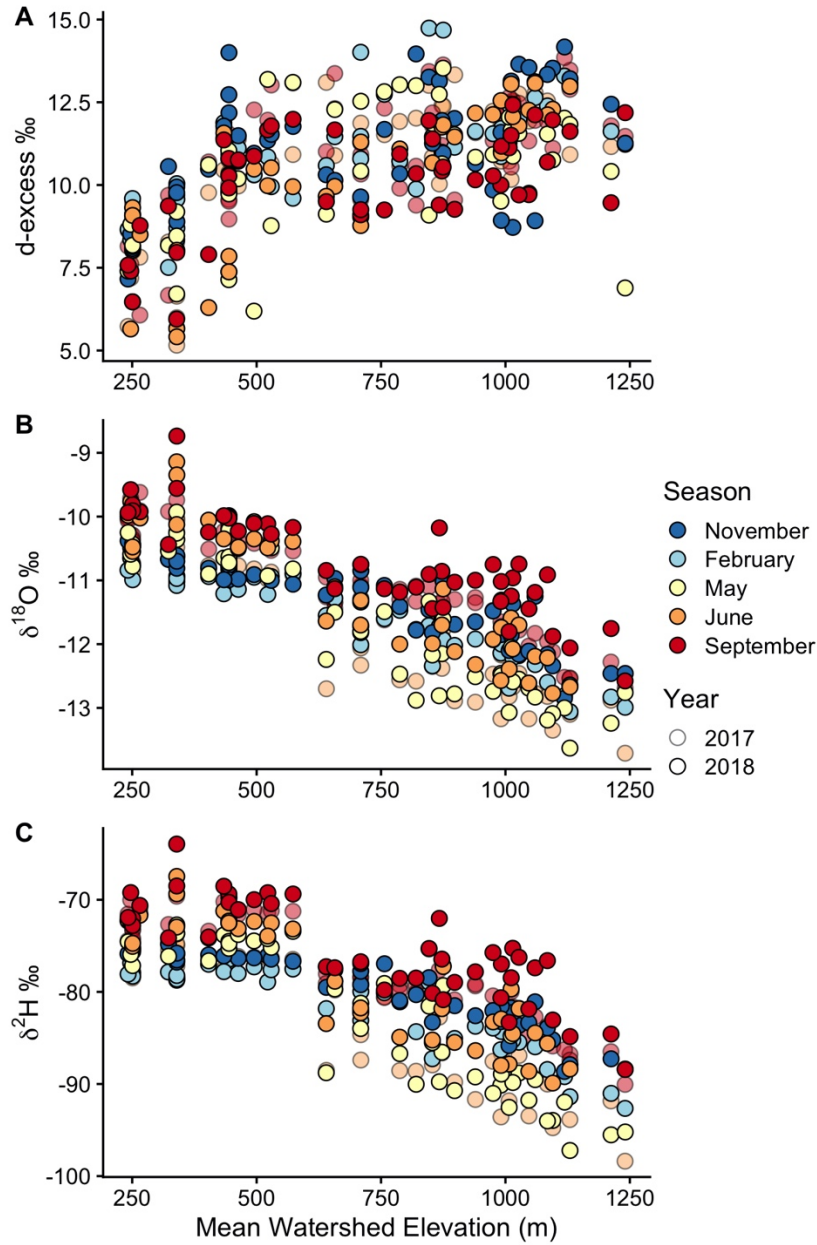 A
15.0
12.5
10.0
7.5
5.0
d-excess ‰
250 500 750 1000 1250
B
-9
-10
-11
-12
-13
δ¹⁸O ‰
250 500 750 1000 1250
Season
November
February
May
June
September
Year
2017
2018
C
-70
-80
-90
-100
δ²H ‰
250 500 750 1000 1250
Mean Watershed Elevation (m)